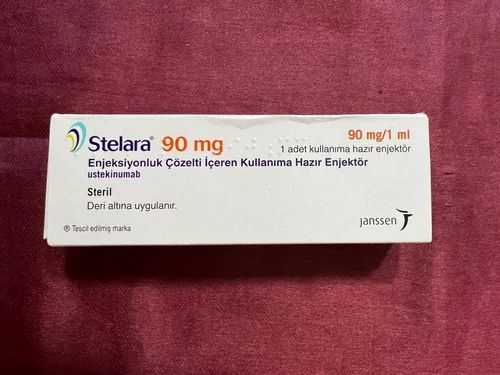 Stelara® 90 mg
90 mg/1 ml
1 adet kullanıma hazır enjektör
Enjeksiyonluk Çözelti İçeren Kullanıma Hazır Enjektör
ustekinumab
Steril
Deri altına uygulanır.
® Tescil edilmiş marka
janssen